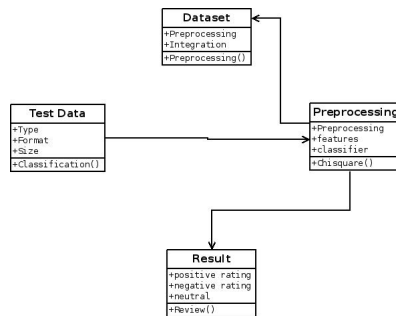 Dataset
+Preprocessing
+Integration
+Preprocessing()
Test Data
+Type
+Format
+Size
+Classification()
Preprocessing
+Preprocessing
+features
+classifier
+Chisquare()
Result
+positive rating
+negative rating
+neutral
+Review()